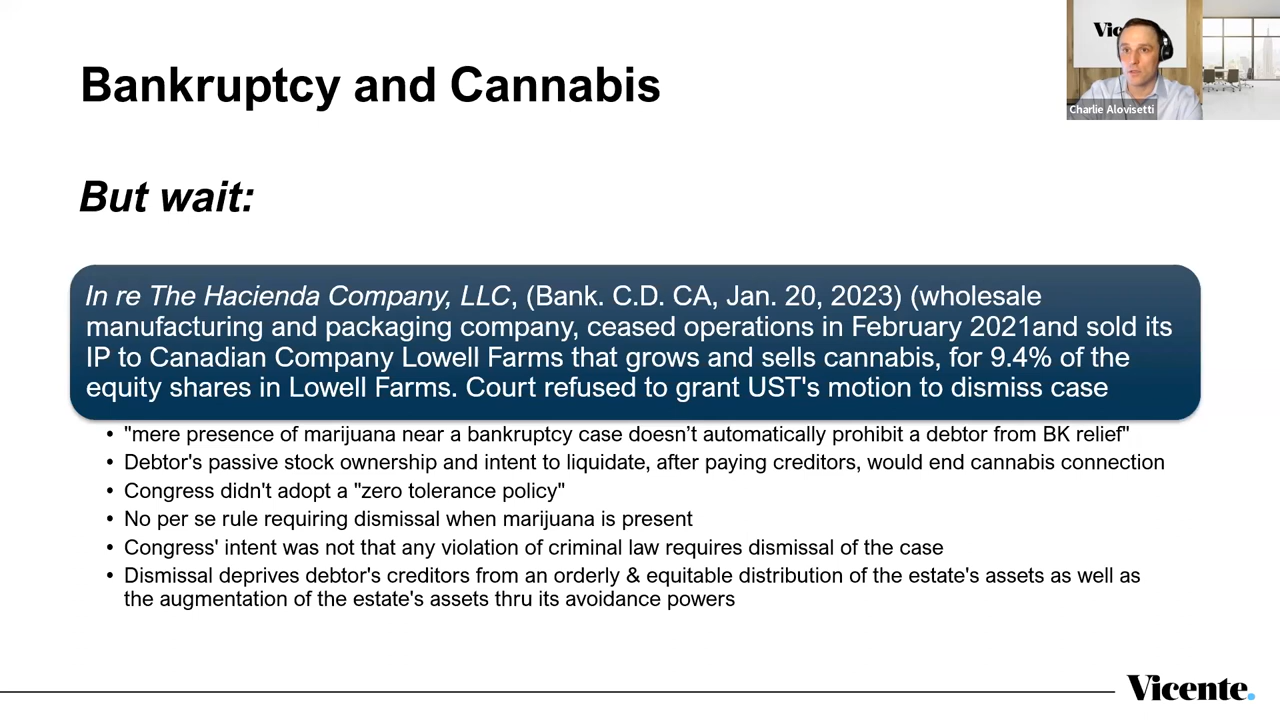 Bankruptcy and Cannabis
Vic
Charlie Alovisetti
But wait:
In re The Hacienda Company, LLC, (Bank. C.D. CA, Jan. 20, 2023) (wholesale
manufacturing and packaging company, ceased operations in February 2021and sold its
IP to Canadian Company Lowell Farms that grows and sells cannabis, for 9.4% of the
equity shares in Lowell Farms. Court refused to grant UST's motion to dismiss case
• "mere presence of marijuana near a bankruptcy case doesn’t automatically prohibit a debtor from BK relief"
• Debtor's passive stock ownership and intent to liquidate, after paying creditors, would end cannabis connection
• Congress didn't adopt a "zero tolerance policy"
• No per se rule requiring dismissal when marijuana is present
• Congress' intent was not that any violation of criminal law requires dismissal of the case
• Dismissal deprives debtor's creditors from an orderly & equitable distribution of the estate's assets as well as
the augmentation of the estate's assets thru its avoidance powers
Vicente.